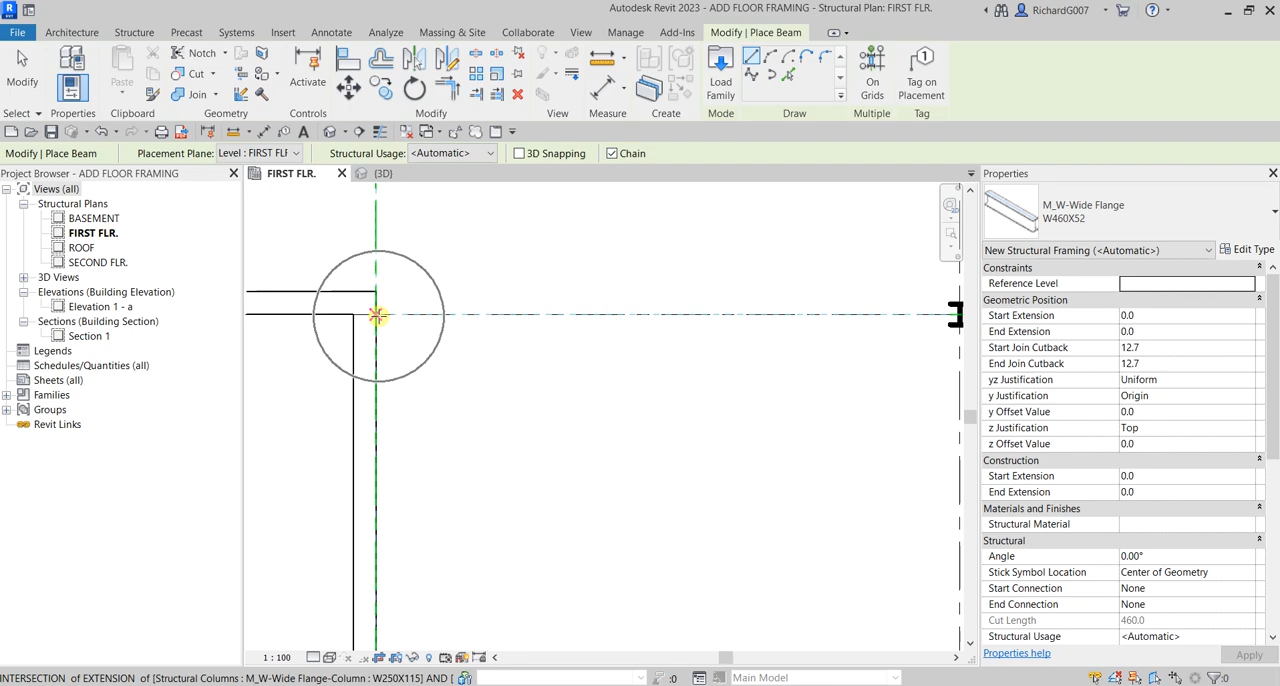 Autodesk Revit 2023 - ADD FLOOR FRAMING - Structural Plan: FIRST FLR.
RichardG007
File Architecture Structure Precast Systems Insert Annotate Analyze Massing & Site Collaborate View Manage Add-Ins Modify | Place Beam
Modify Paste Notch Cut Join Activate Load Family On Grids Tag on Placement
Select Properties Clipboard Geometry Controls Modify View Measure Create Mode Draw Multiple Tag
Modify | Place Beam Placement Plane: Level : FIRST FLF Structural Usage: <Automatic> 3D Snapping Chain
Project Browser - ADD FLOOR FRAMING
FIRST FLR.
{3D}
Properties
Views (all)
Structural Plans
BASEMENT
FIRST FLR.
ROOF
SECOND FLR.
3D Views
Elevations (Building Elevation)
Elevation 1 - a
Sections (Building Section)
Section 1
Legends
Schedules/Quantities (all)
Sheets (all)
Families
Groups
Revit Links
M_W-Wide Flange
W460X52
New Structural Framing (<Automatic>) Edit Type
Constraints
Reference Level
Geometric Position
Start Extension 0.0
End Extension 0.0
Start Join Cutback 12.7
End Join Cutback 12.7
yz Justification Uniform
y Justification Origin
y Offset Value 0.0
z Justification Top
z Offset Value 0.0
Construction
Start Extension 0.0
End Extension 0.0
Materials and Finishes
Structural Material
Structural
Angle 0.00°
Stick Symbol Location Center of Geometry
Start Connection None
End Connection None
Cut Length 460.0
Structural Usage <Automatic>
Properties help Apply
1 : 100
INTERSECTION of EXTENSION of [Structural Columns : M_W-Wide Flange-Column : W250X115] AND [ :0 Main Model :0